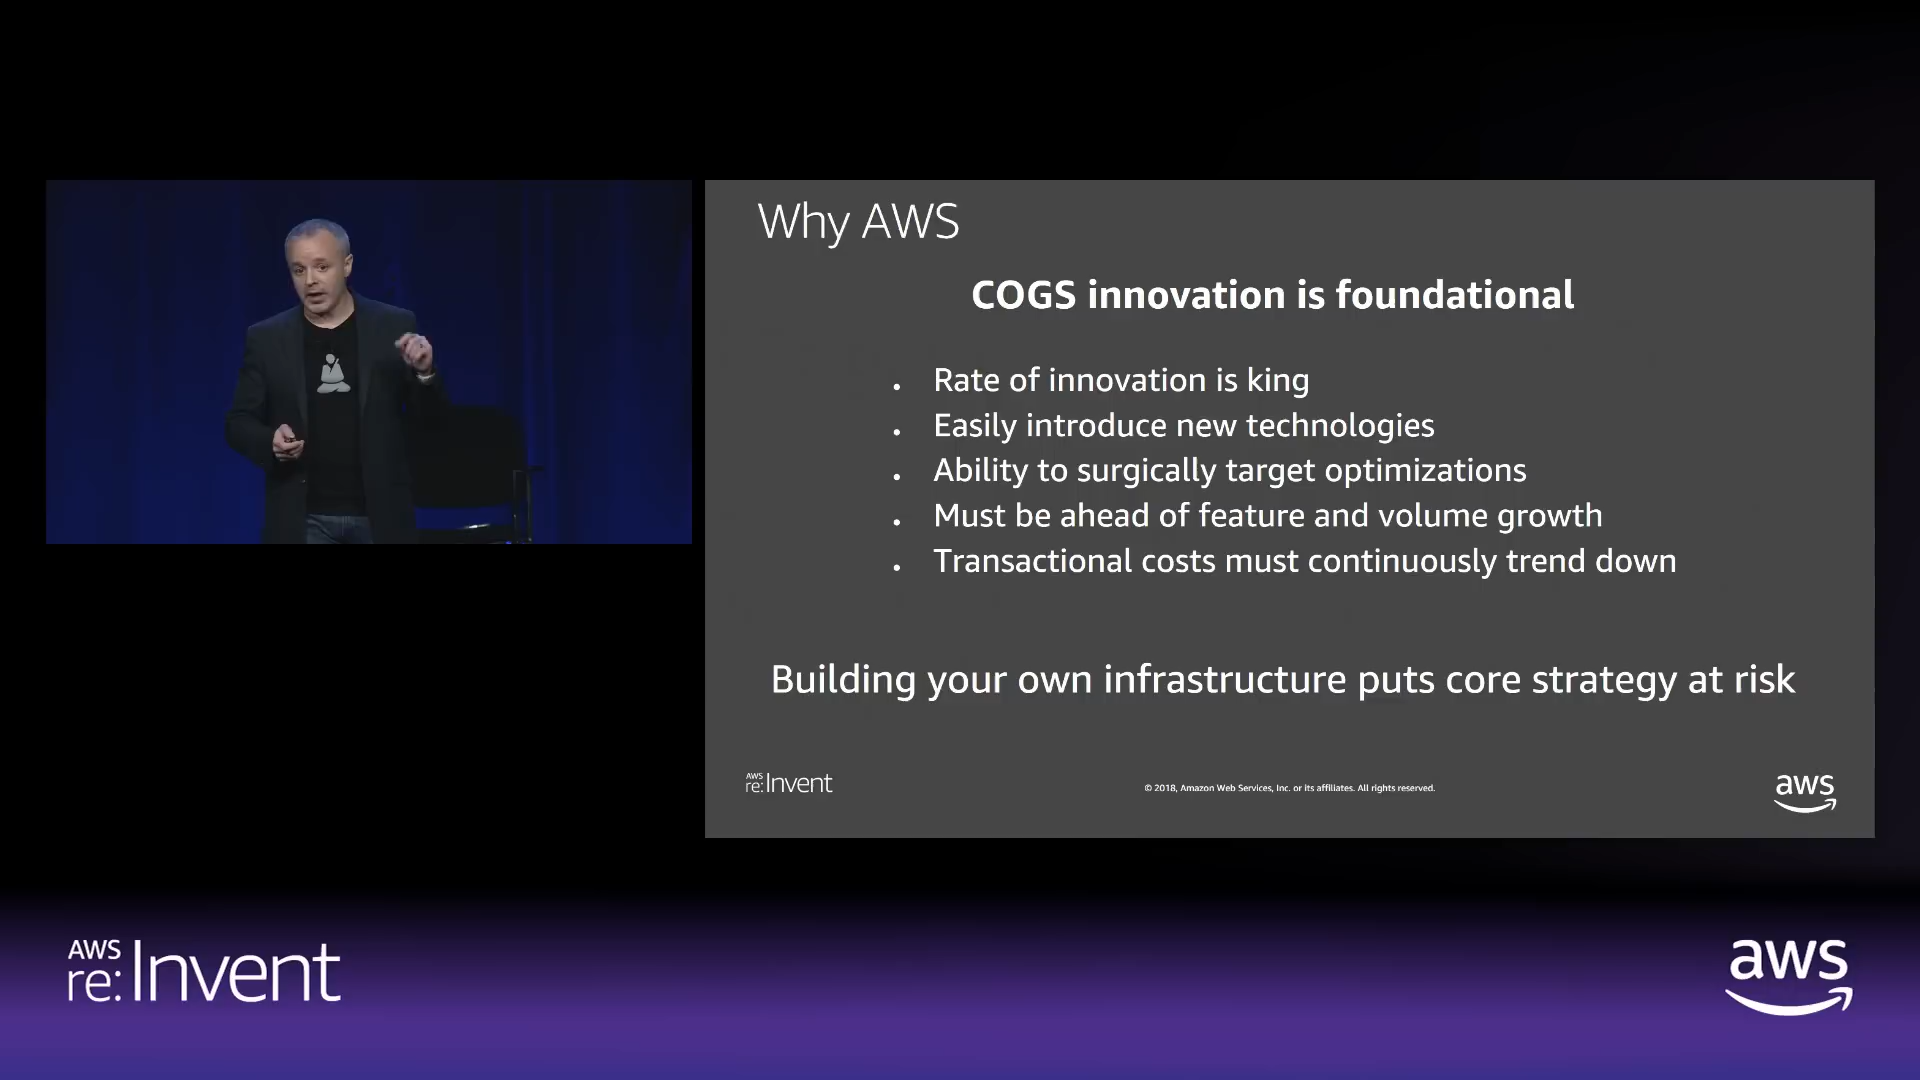 Why AWS
COGS innovation is foundational
• Rate of innovation is king
• Easily introduce new technologies
• Ability to surgically target optimizations
• Must be ahead of feature and volume growth
• Transactional costs must continuously trend down
Building your own infrastructure puts core strategy at risk
AWS
re:Invent
© 2018, Amazon Web Services, Inc. or its affiliates. All rights reserved.
aws
AWS
re:Invent
aws